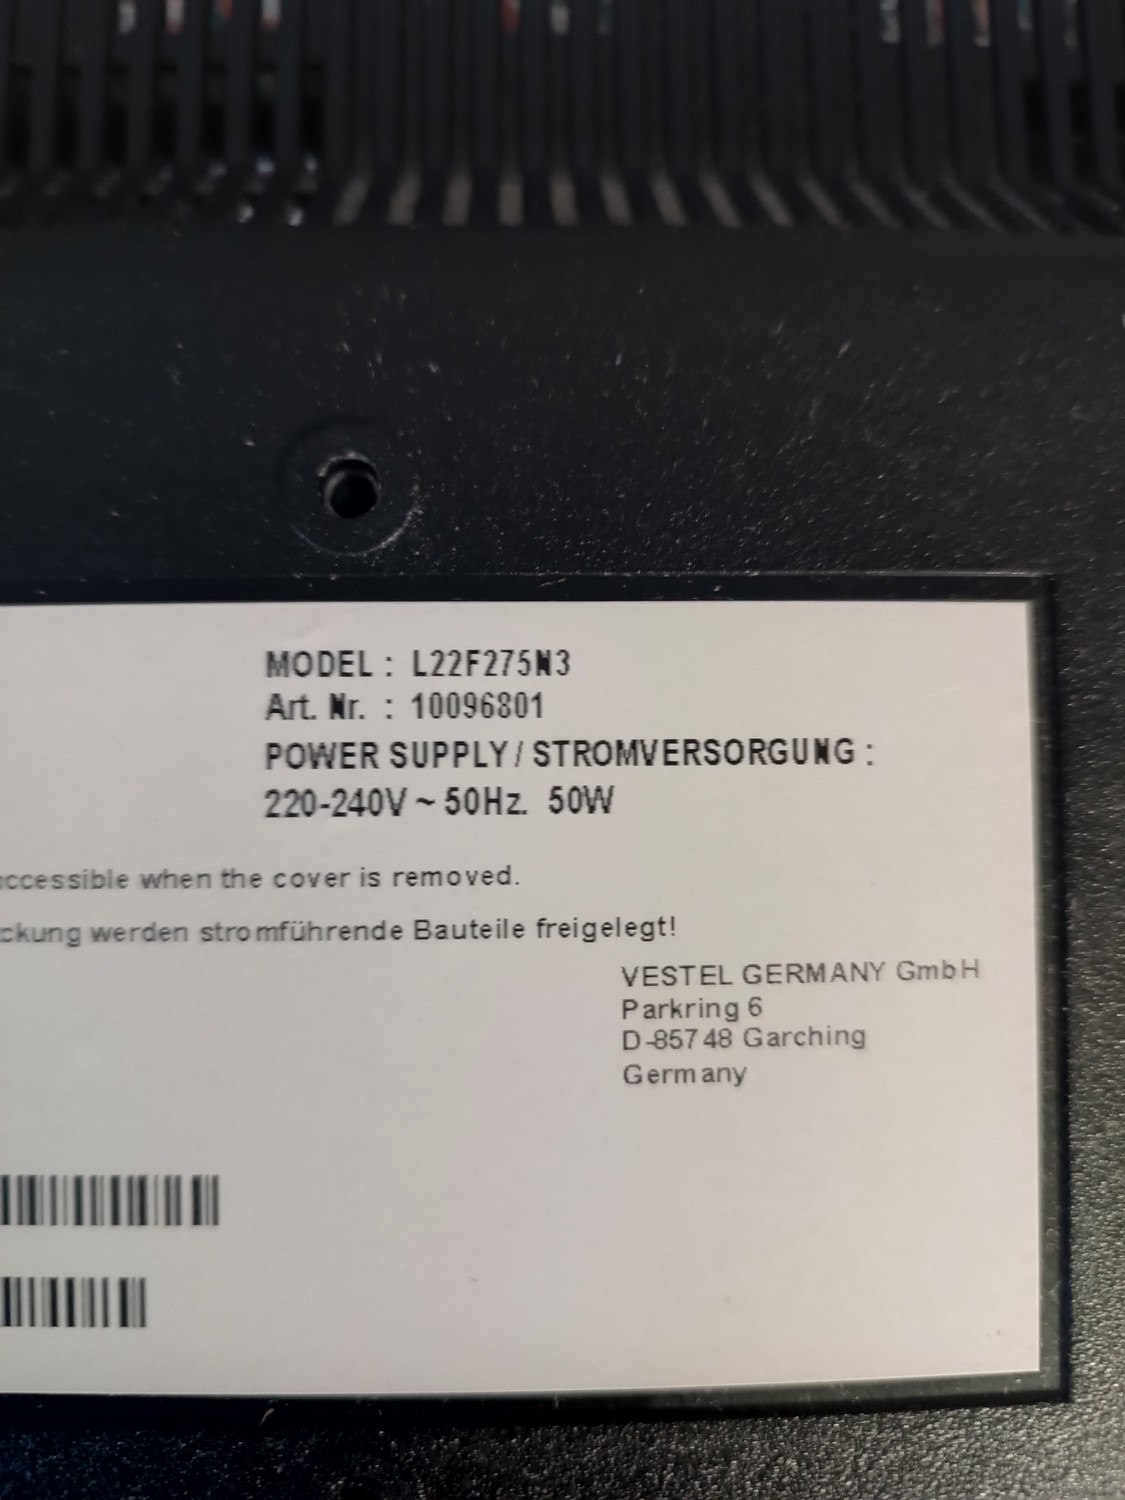 MODEL : L22F275N3
Art. Nr. : 10096801
POWER SUPPLY / STROMVERSORGUNG :
220-240V ~ 50Hz. 50W
accessible when the cover is removed.
ckung werden stromführende Bauteile freigelegt!
VESTEL GERMANY GmbH
Parkring 6
D-85748 Garching
Germany